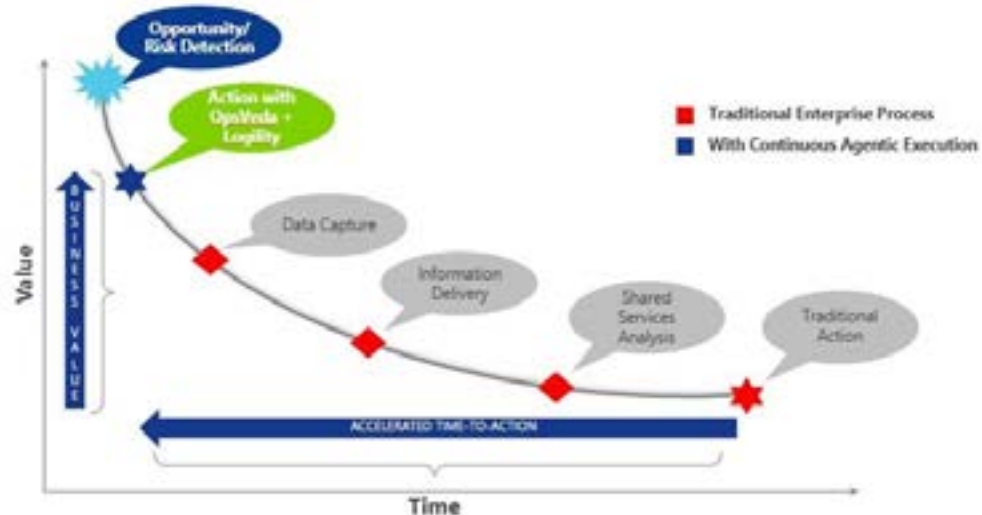 Opportunity/
Risk Detection
Action with
OpsVeda +
Logility
Traditional Enterprise Process
With Continuous Agentic Execution
Data Capture
Information
Delivery
Shared
Services
Analysis
Traditional
Action
BUSINESS VALUE
Value
ACCELERATED TIME-TO-ACTION
Time